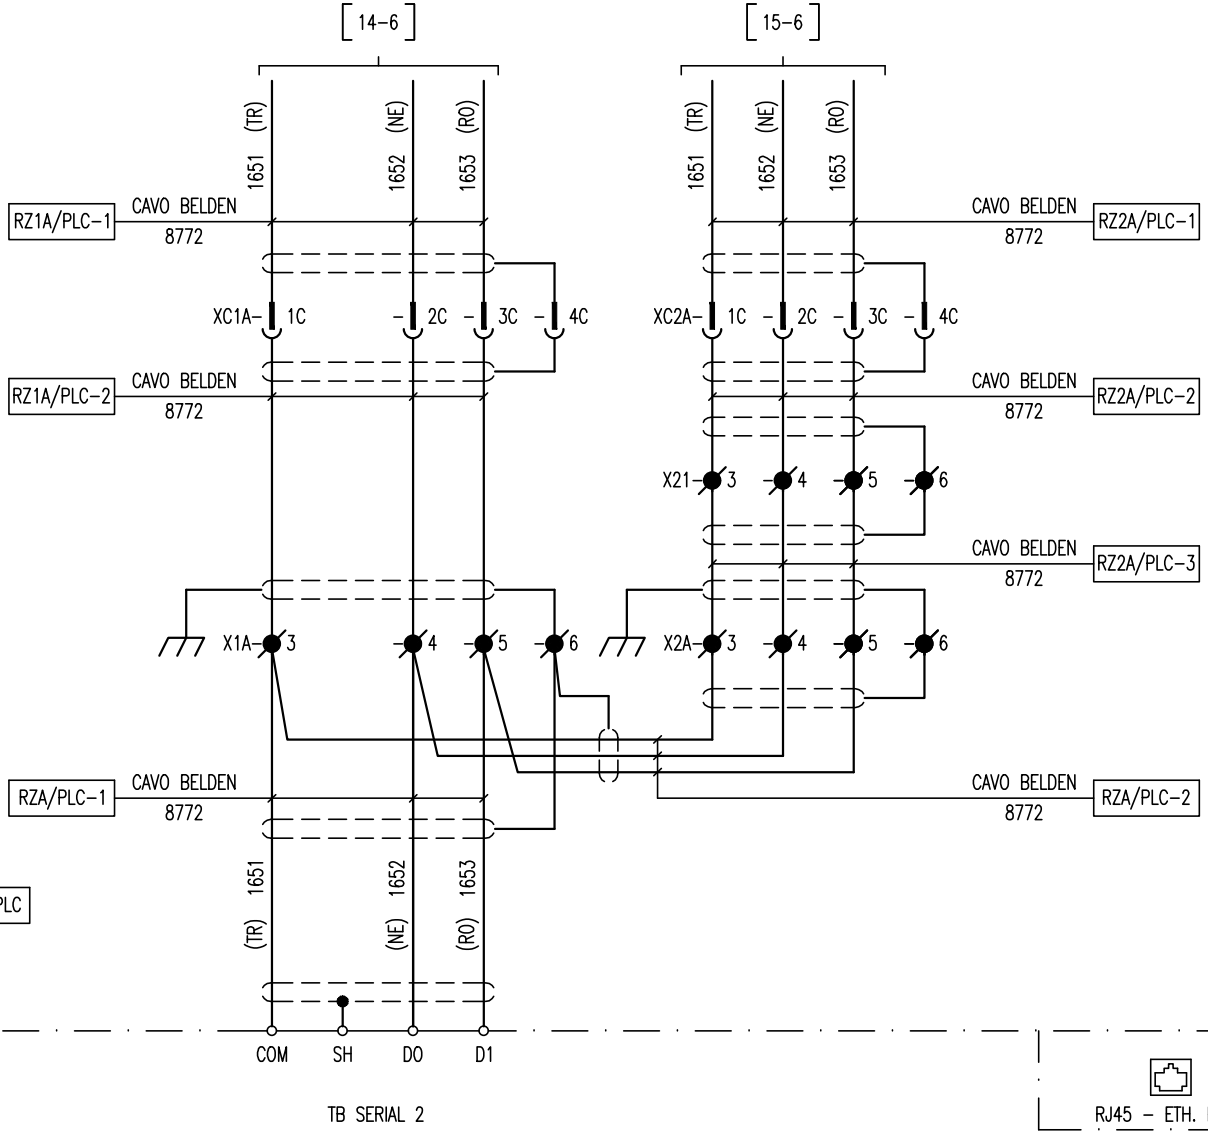 14-6
15-6
(TR)
(NE)
(RO)
(TR)
(NE)
(RO)
1651
1652
1653
1651
1652
1653
RZ1A/PLC-1
CAVO BELDEN
8772
CAVO BELDEN
8772
RZ2A/PLC-1
XC1A- 1C
- 2C
- 3C
- 4C
XC2A- 1C
- 2C
- 3C
- 4C
RZ1A/PLC-2
CAVO BELDEN
8772
CAVO BELDEN
8772
RZ2A/PLC-2
X21- 3
- 4
- 5
- 6
CAVO BELDEN
8772
RZ2A/PLC-3
X1A- 3
- 4
- 5
- 6
X2A- 3
- 4
- 5
- 6
RZA/PLC-1
CAVO BELDEN
8772
CAVO BELDEN
8772
RZA/PLC-2
1651
1652
1653
PLC
(TR)
(NE)
(RO)
COM
SH
D0
D1
TB SERIAL 2
RJ45 - ETH.